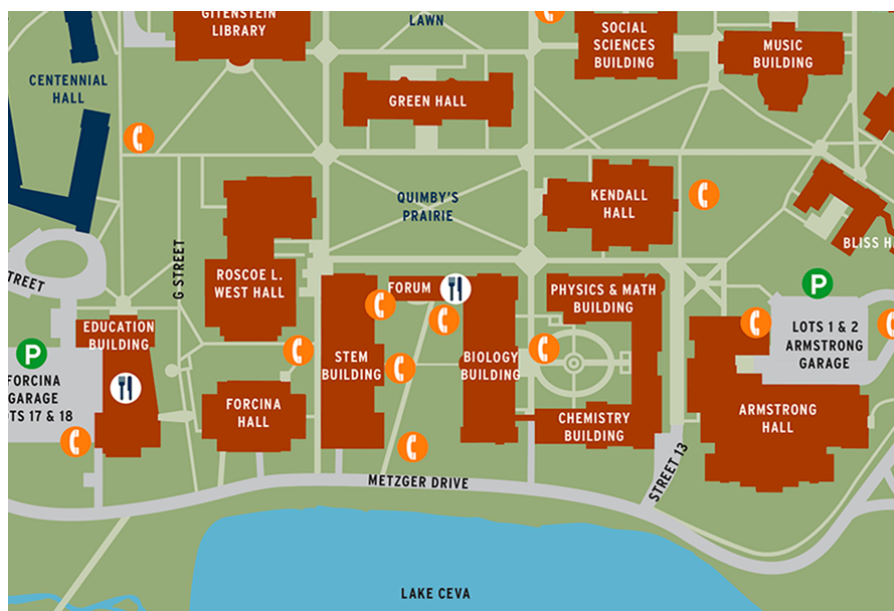 GITENSTEIN
LIBRARY
LAWN
SOCIAL
SCIENCES
BUILDING
MUSIC
BUILDING
CENTENNIAL
HALL
GREEN HALL
QUIMBY'S
PRAIRIE
KENDALL
HALL
BLISS
STREET
G STREET
ROSCOE L.
WEST HALL
FORUM
PHYSICS & MATH
BUILDING
P
EDUCATION
BUILDING
LOTS 1 & 2
ARMSTRONG
GARAGE
P
FORCINA
GARAGE
TS 17 & 18
STEM
BUILDING
BIOLOGY
BUILDING
FORCINA
HALL
CHEMISTRY
BUILDING
ARMSTRONG
HALL
STREET 13
METZGER DRIVE
LAKE CEVA